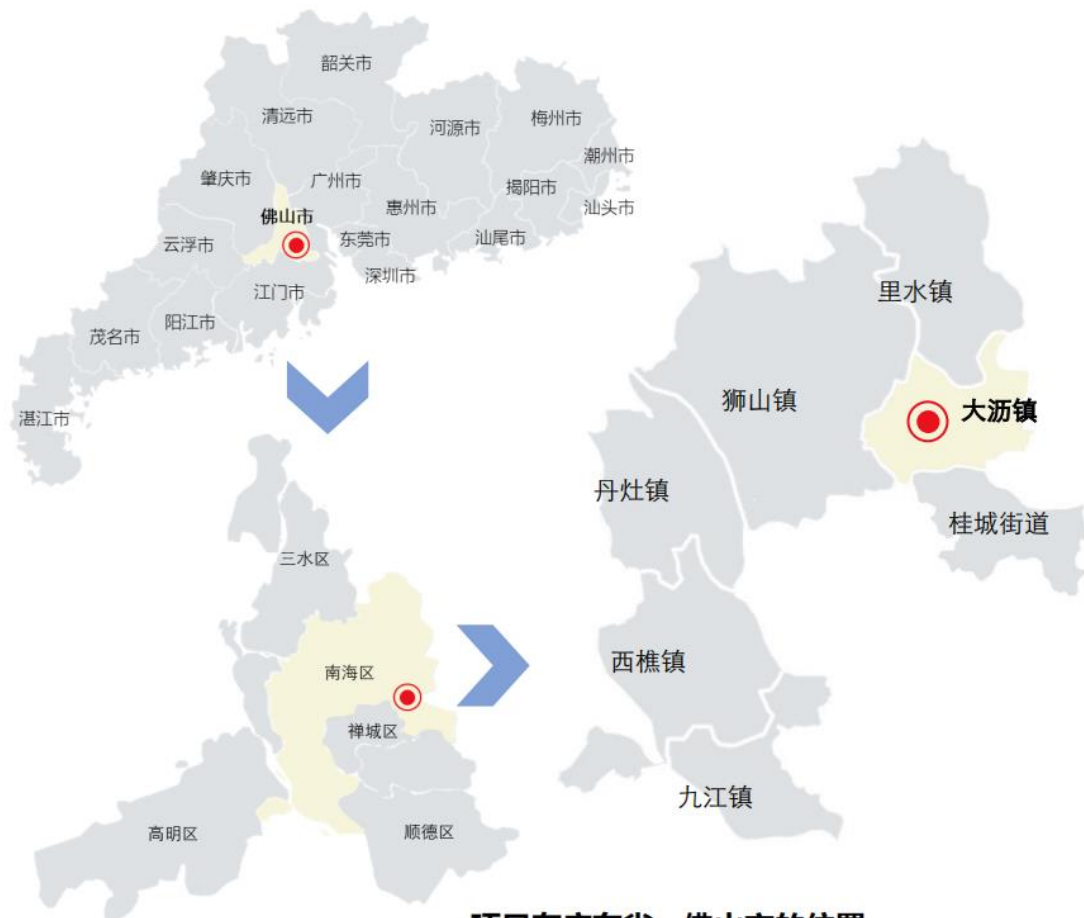 韶关市
清远市
河源市
梅州市
潮州市
肇庆市
广州市
揭阳市
惠州市
汕头市
佛山市
云浮市
东莞市
汕尾市
深圳市
江门市
阳江市
茂名市
湛江市
里水镇
狮山镇
大沥镇
丹灶镇
桂城街道
西樵镇
九江镇
三水区
南海区
禅城区
高明区
顺德区